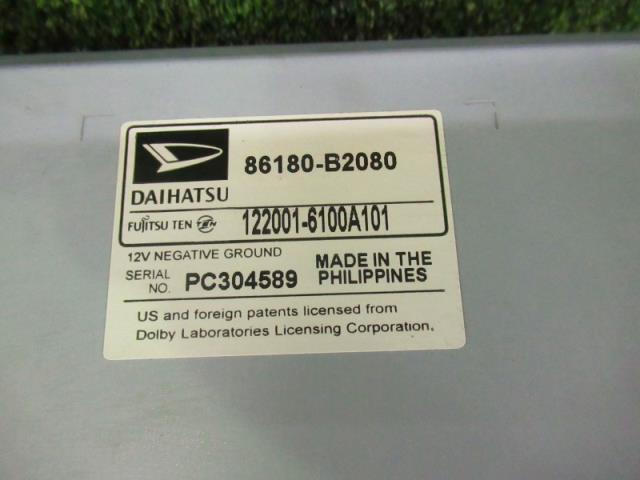 86180-B2080
DAIHATSU
FUJITSU TEN TEN 122001-6100A101
12V NEGATIVE GROUND
SERIAL NO. PC304589
MADE IN THE PHILIPPINES
US and foreign patents licensed from
Dolby Laboratories Licensing Corporation.